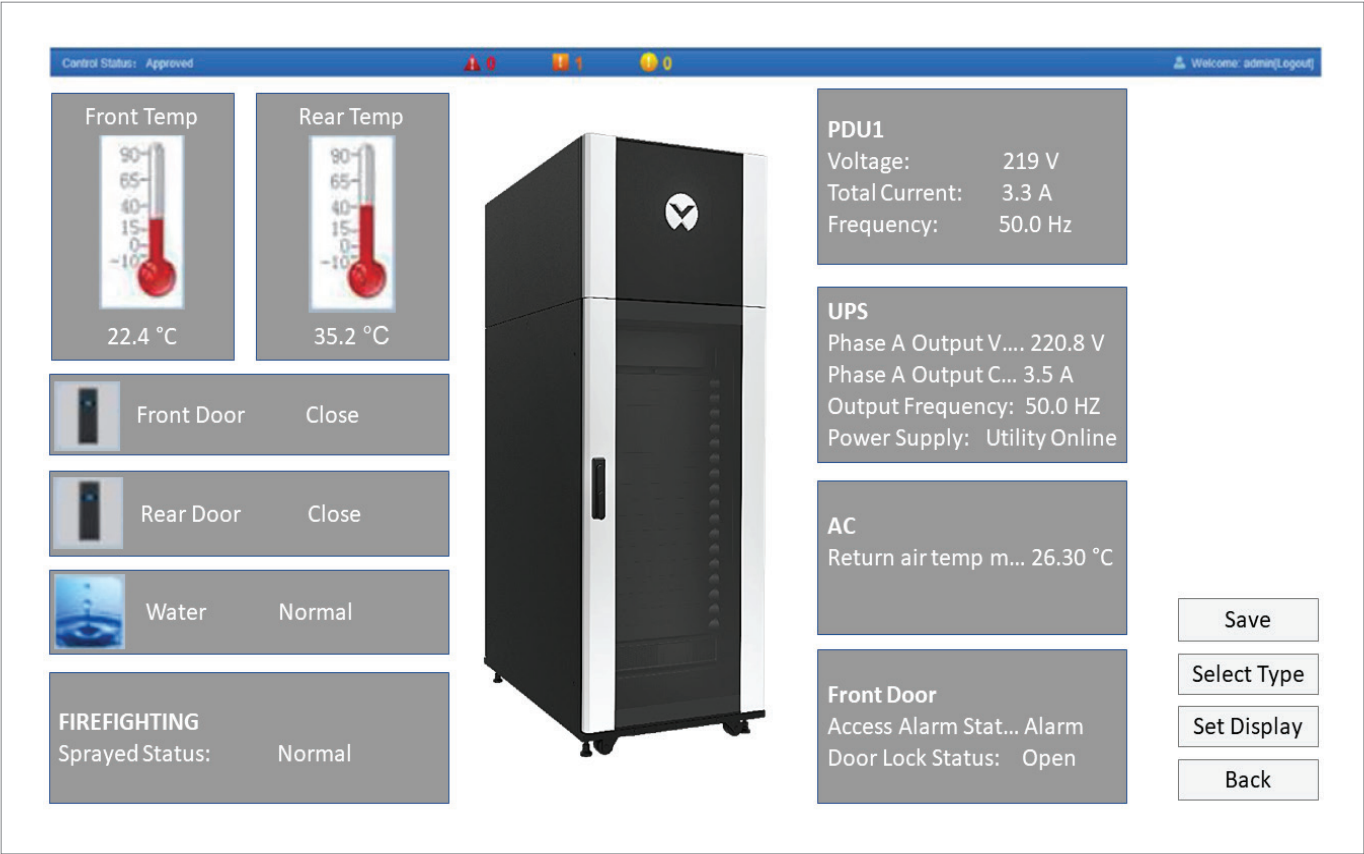 Control Status: Approved
0
1
0
Welcome: admin(Logout)
Front Temp
90
65
40
15
0
-10
22.4 °C
Rear Temp
90
65
40
15
0
-10
35.2 °C
Front Door Close
Rear Door Close
Water Normal
FIREFIGHTING
Sprayed Status: Normal
PDU1
Voltage: 219 V
Total Current: 3.3 A
Frequency: 50.0 Hz
UPS
Phase A Output V.... 220.8 V
Phase A Output C... 3.5 A
Output Frequency: 50.0 HZ
Power Supply: Utility Online
AC
Return air temp m... 26.30 °C
Front Door
Access Alarm Stat... Alarm
Door Lock Status: Open
Save
Select Type
Set Display
Back